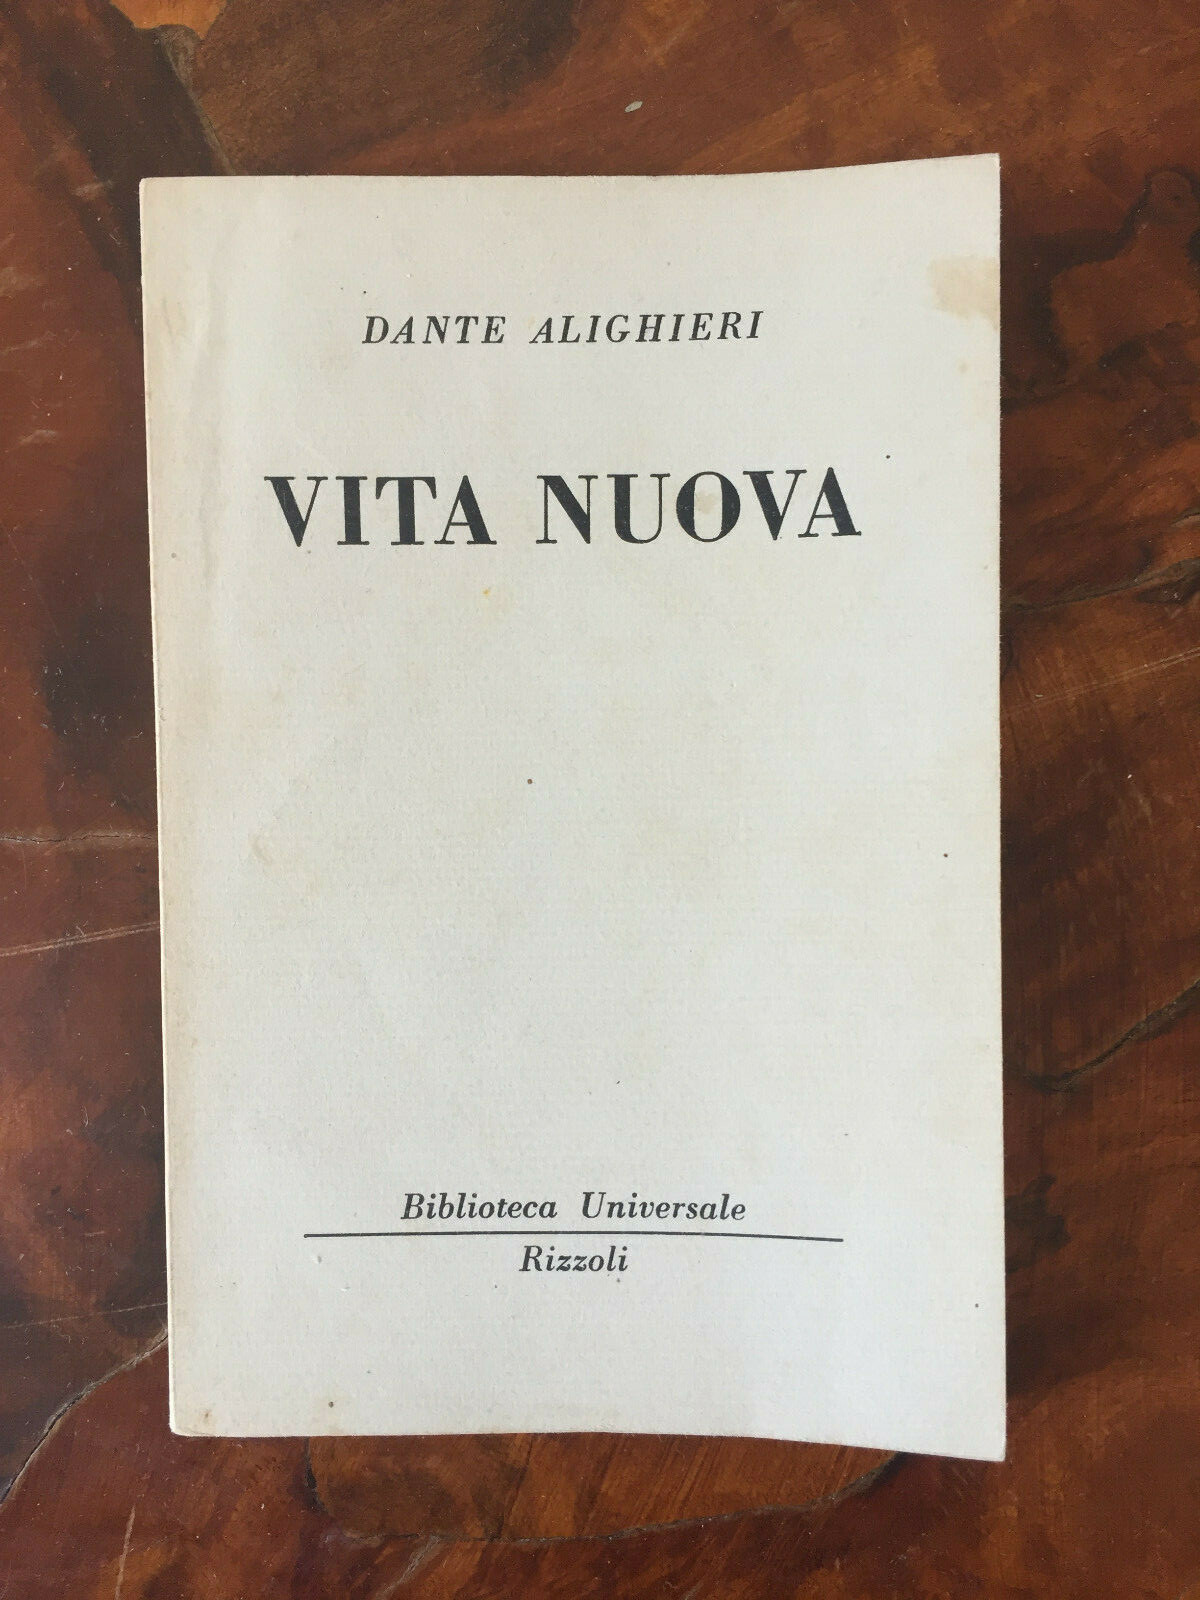 DANTE ALIGHIERI
VITA NUOVA
Biblioteca Universale
Rizzoli